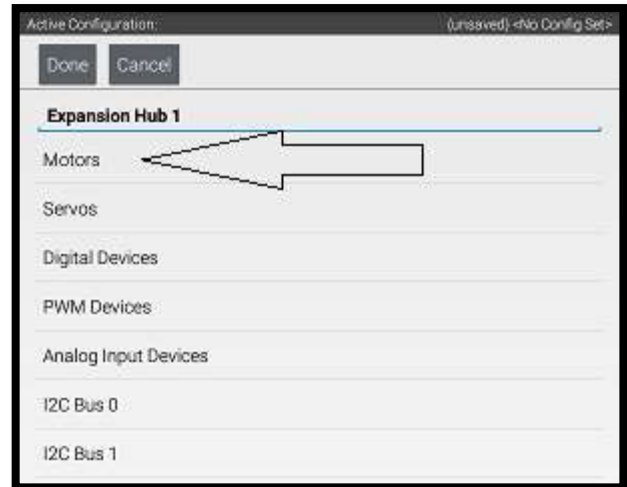 Active Configuration: (unsaved) <No Config Set>
Done Cancel
Expansion Hub 1
Motors
Servos
Digital Devices
PWM Devices
Analog Input Devices
I2C Bus 0
I2C Bus 1